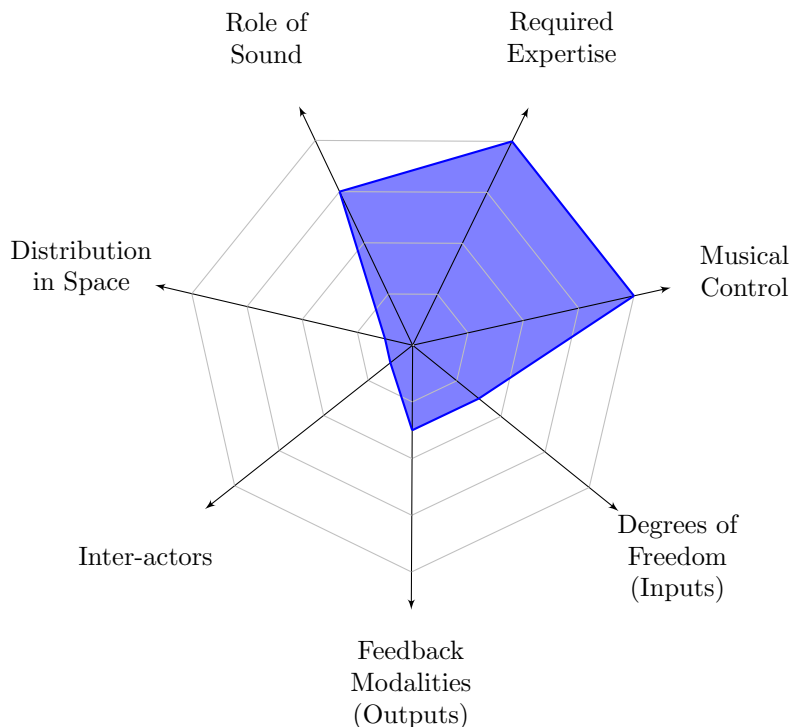 Role of
Sound
Required
Expertise
Distribution
in Space
Musical
Control
Inter-actors
Degrees of
Freedom
(Inputs)
Feedback
Modalities
(Outputs)